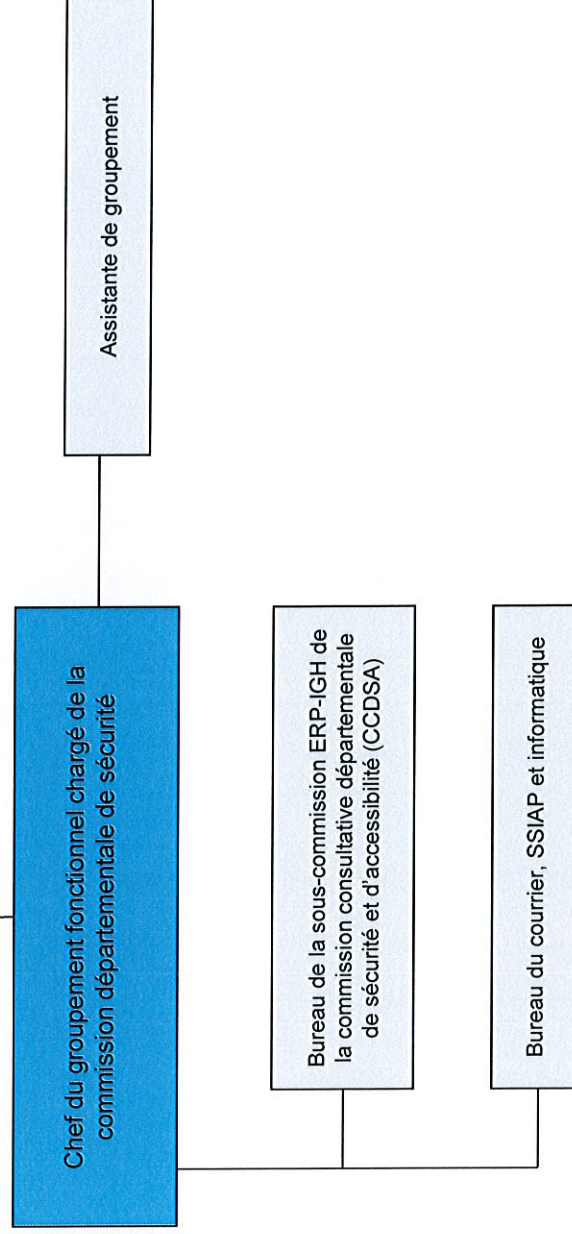 Chef du groupement fonctionnel chargé de la
commission départementale de sécurité
Assistante de groupement
Bureau de la sous-commission ERP-IGH de
la commission consultative départementale
de sécurité et d'accessibilité (CCDSA)
Bureau du courrier, SSIAP et informatique